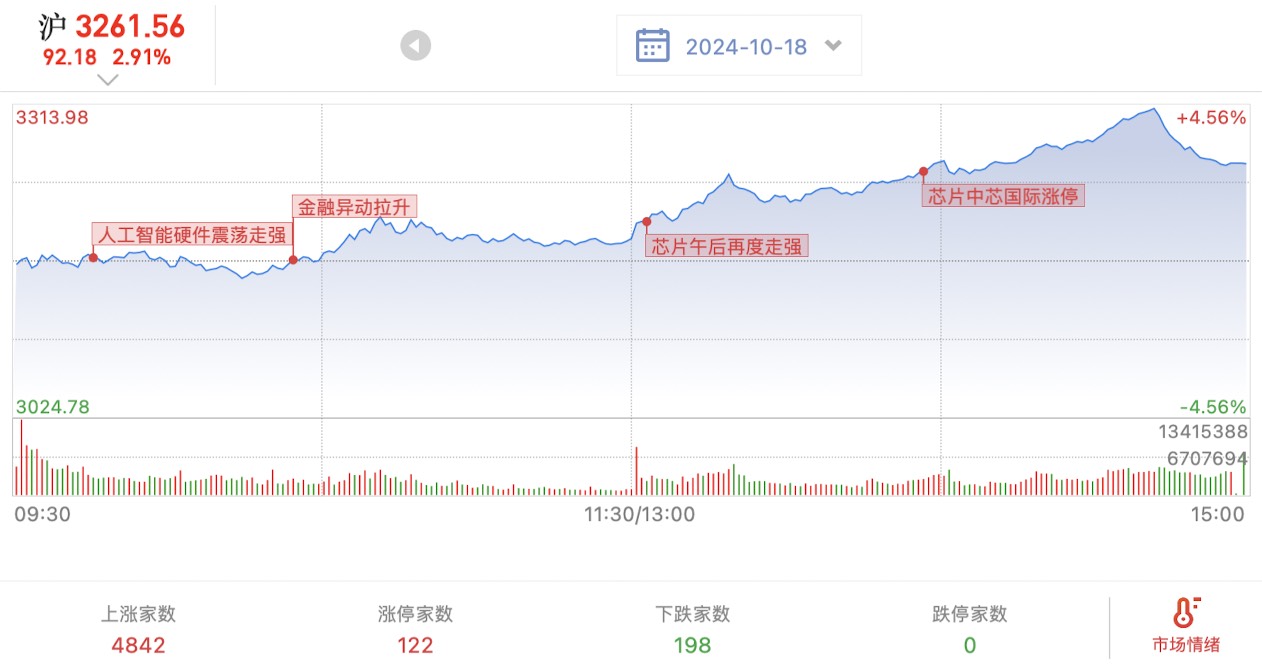 沪 3261.56
92.18 2.91%
2024-10-18
3313.98
+4.56%
金融异动拉升
人工智能硬件震荡走强
芯片中芯国际涨停
芯片午后再度走强
3024.78
-4.56%
13415388
6707694
09:30
11:30/13:00
15:00
上涨家数
涨停家数
下跌家数
跌停家数
4842
122
198
0
市场情绪